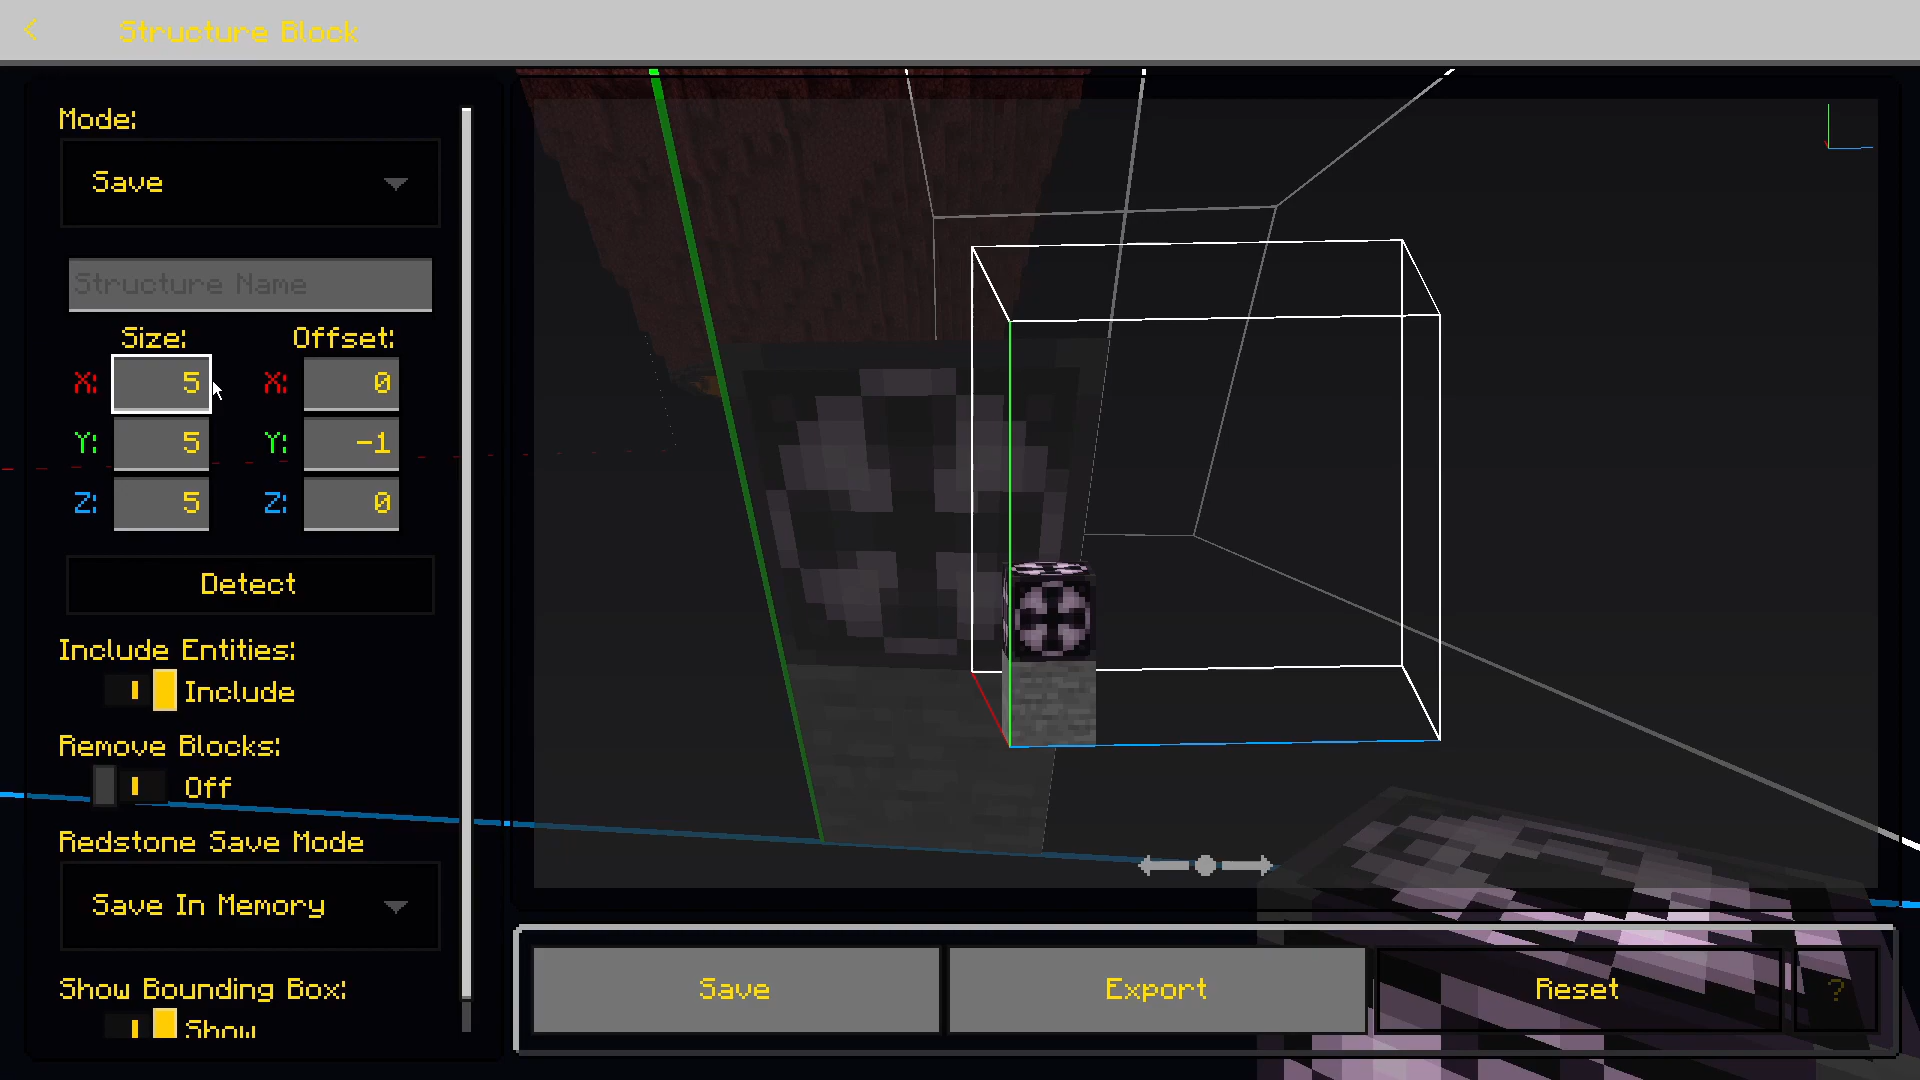 Structure Block
Mode:
Save
Structure Name
Size: Offset:
X: 5 X: 0
Y: 5 Y: -1
Z: 5 Z: 0
Detect
Include Entities:
Include
Remove Blocks:
Off
Redstone Save Mode
Save In Memory
Show Bounding Box:
Show
Save Export Reset ?